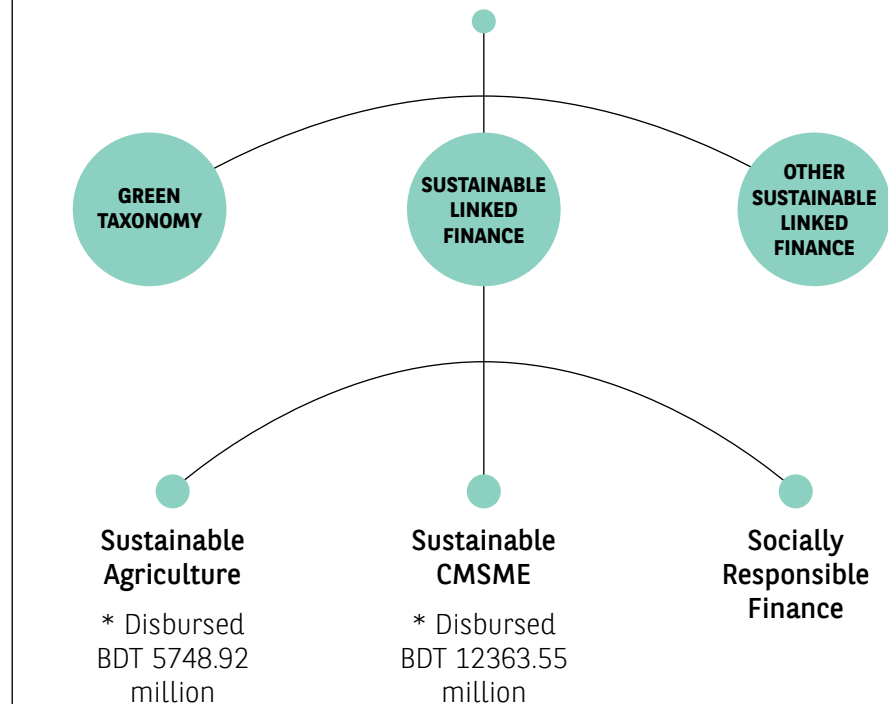 GREEN
TAXONOMY
SUSTAINABLE
LINKED
FINANCE
OTHER
SUSTAINABLE
LINKED
FINANCE
Sustainable
Agriculture
* Disbursed
BDT 5748.92
million
Sustainable
CMSME
* Disbursed
BDT 12363.55
million
Socially
Responsible
Finance